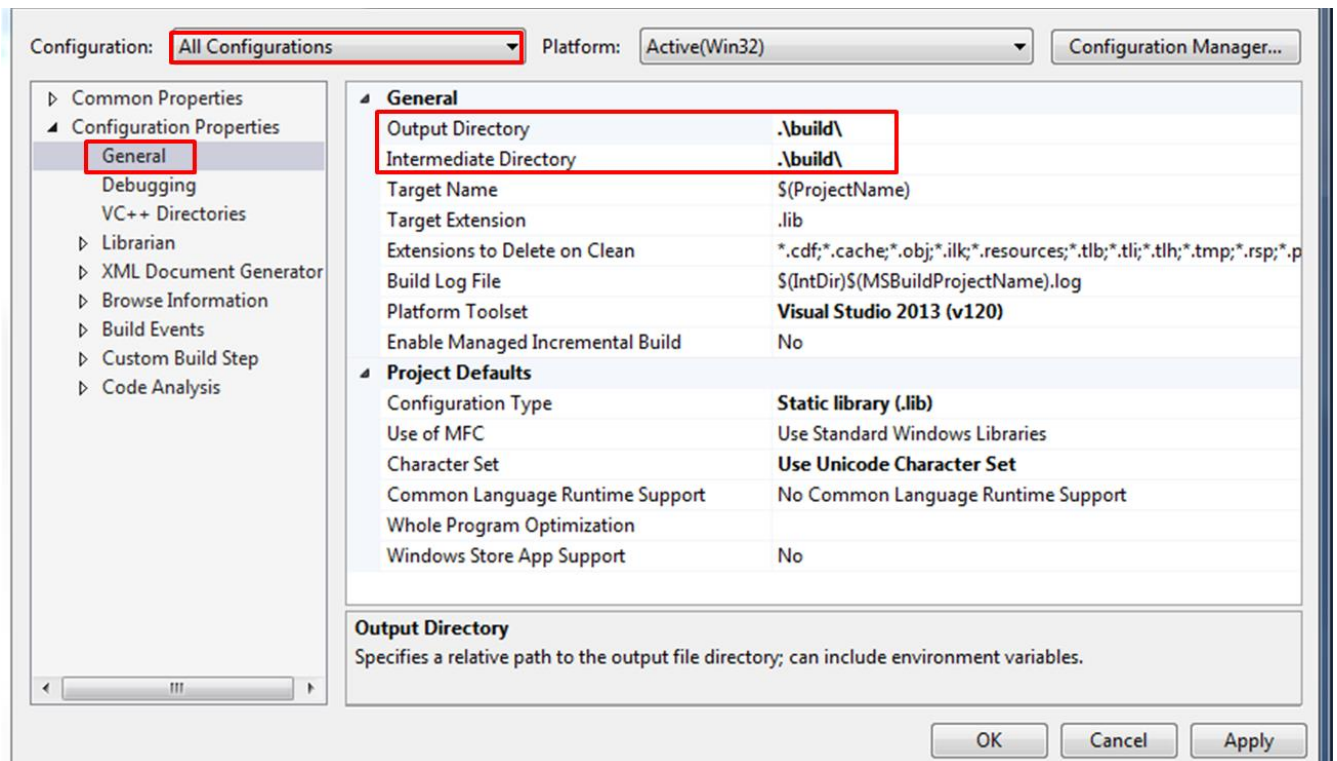 Configuration: All Configurations Platform: Active(Win32) Configuration Manager...
Common Properties
Configuration Properties
General
Debugging
VC++ Directories
Librarian
XML Document Generator
Browse Information
Build Events
Custom Build Step
Code Analysis
General
Output Directory .\build\
Intermediate Directory .\build\
Target Name $(ProjectName)
Target Extension .lib
Extensions to Delete on Clean *.cdf;*.cache;*.obj;*.ilk;*.resources;*.tlb;*.tli;*.tlh;*.tmp;*.rsp;*.p
Build Log File $(IntDir)$(MSBuildProjectName).log
Platform Toolset Visual Studio 2013 (v120)
Enable Managed Incremental Build No
Project Defaults
Configuration Type Static library (.lib)
Use of MFC Use Standard Windows Libraries
Character Set Use Unicode Character Set
Common Language Runtime Support No Common Language Runtime Support
Whole Program Optimization
Windows Store App Support No
Output Directory
Specifies a relative path to the output file directory; can include environment variables.
OK Cancel Apply